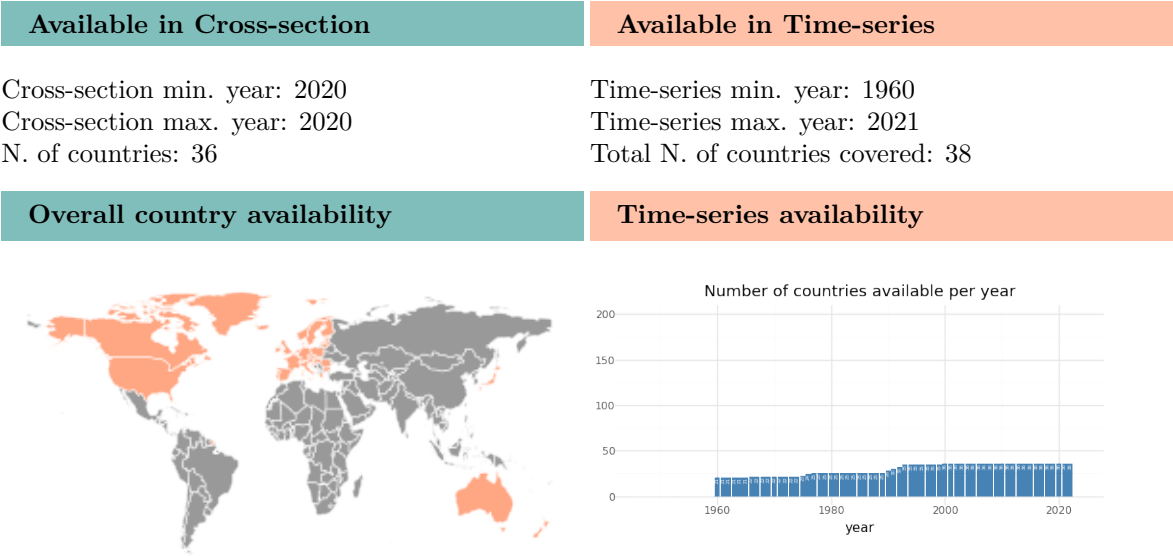 Available in Cross-section
Available in Time-series
Cross-section min. year: 2020
Cross-section max. year: 2020
N. of countries: 36
Time-series min. year: 1960
Time-series max. year: 2021
Total N. of countries covered: 38
Overall country availability
Time-series availability
Number of countries available per year
200
150
100
50
0
1960 1980 2000 2020
year